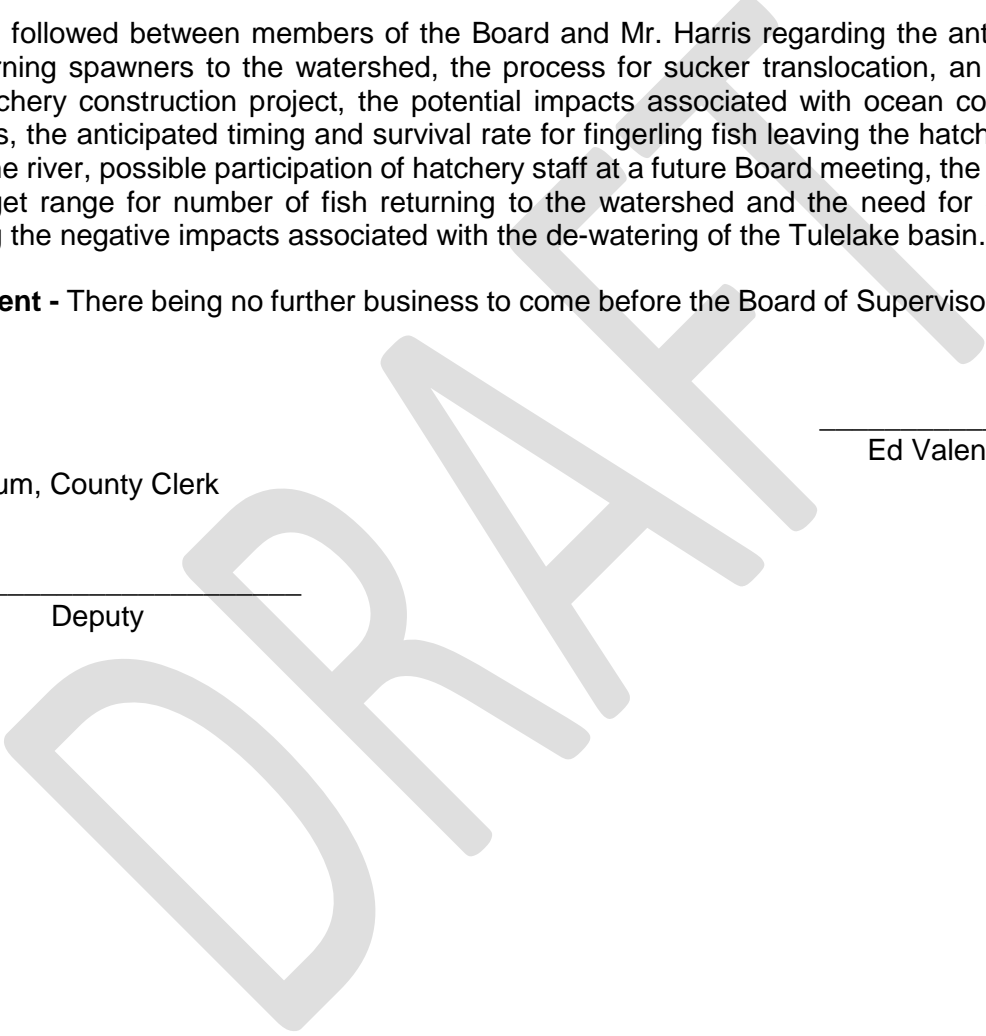 followed between members of the Board and Mr. Harris regarding the ant
rning spawners to the watershed, the process for sucker translocation, an
chery construction project, the potential impacts associated with ocean co
s, the anticipated timing and survival rate for fingerling fish leaving the hatch
ne river, possible participation of hatchery staff at a future Board meeting, the
get range for number of fish returning to the watershed and the need for
g the negative impacts associated with the de-watering of the Tulelake basin.
ent - There being no further business to come before the Board of Superviso
Ed Valen
um, County Clerk
Deputy
DRAFT